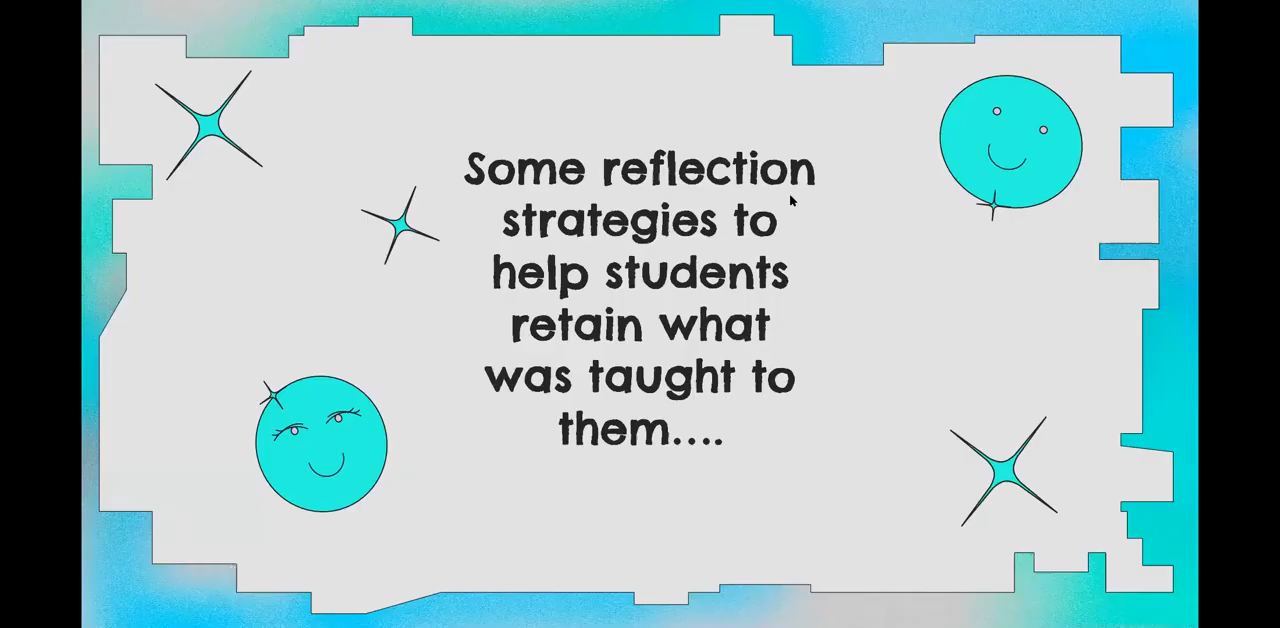 Some reflection
strategies to
help students
retain what
was taught to
them....